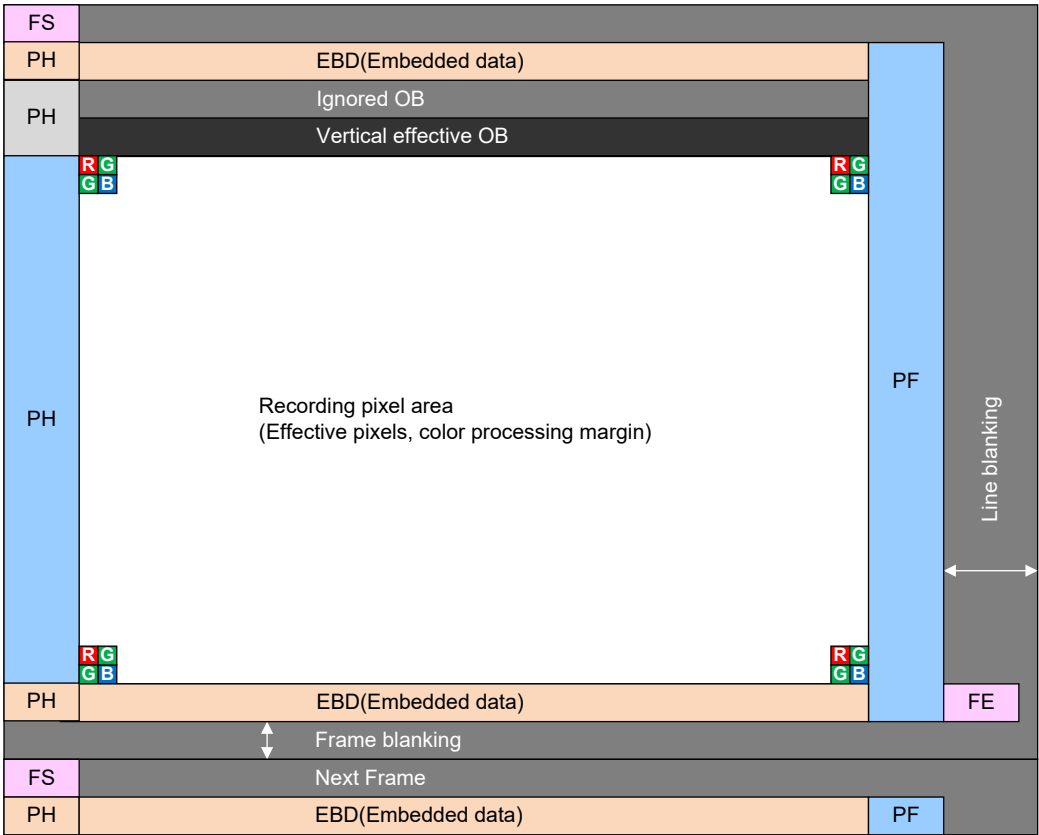 FS
PH EBD(Embedded data)
PH Ignored OB
Vertical effective OB
R G R G
G B G B
PH Recording pixel area
(Effective pixels, color processing margin)
PF
Line blanking
R G R G
G B G B
PH EBD(Embedded data) FE
Frame blanking
FS Next Frame
PH EBD(Embedded data) PF